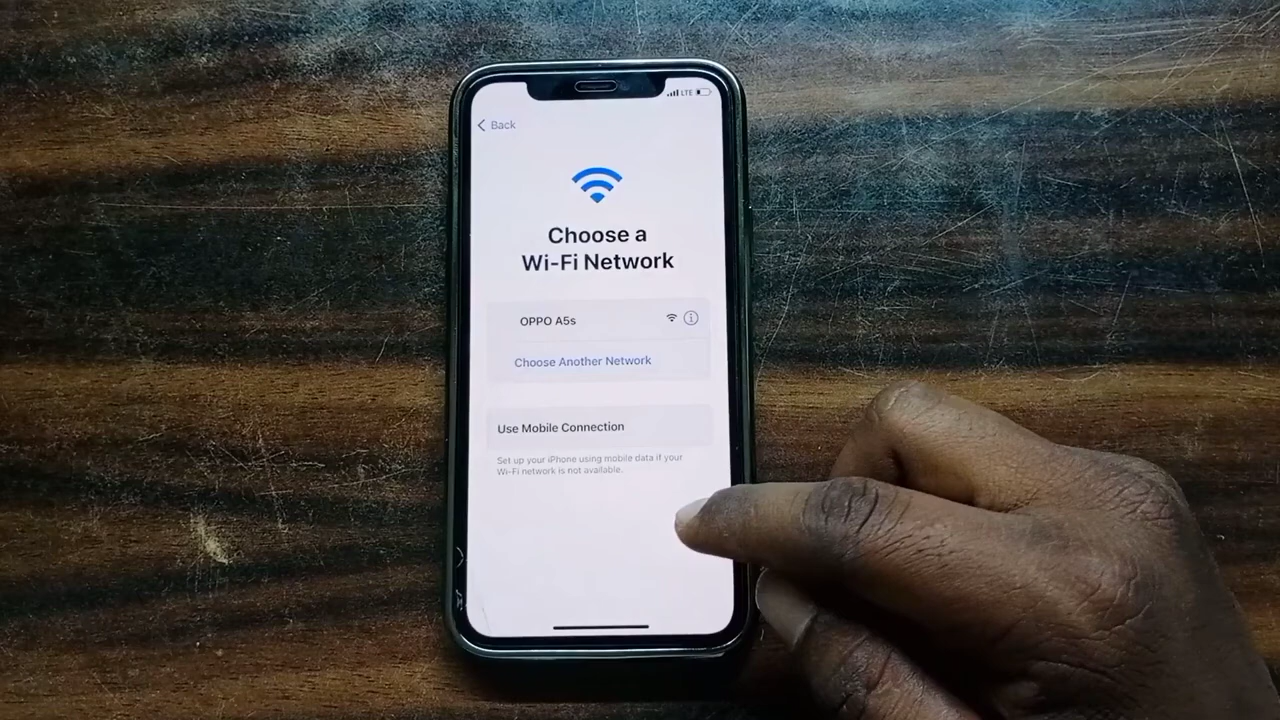 LTE
Back
Choose a
Wi-Fi Network
OPPO A5s
Choose Another Network
Use Mobile Connection
Set up your iPhone using mobile data if your
Wi-Fi network is not available.